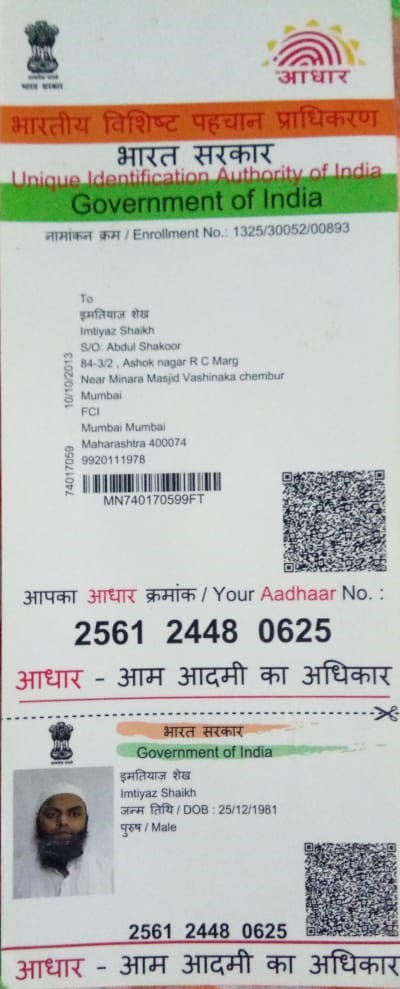 सत्यमेव जयते
भारत सरकार
आधार
भारतीय विशिष्ट पहचान प्राधिकरण
भारत सरकार
Unique Identification Authority of India
Government of India
नामांकन क्रम / Enrollment No.: 1325/30052/00893
To
इमतियाज़ शेख
Imtiyaz Shaikh
S/O: Abdul Shakoor
84-3/2 , Ashok nagar R C Marg
Near Minara Masjid Vashinaka chembur
Mumbai
FCI
Mumbai Mumbai
Maharashtra 400074
9920111978
10/10/2013
74017059
MN740170599FT
आपका आधार क्रमांक / Your Aadhaar No. :
2561 2448 0625
आधार - आम आदमी का अधिकार
भारत सरकार
Government of India
इमतियाज़ शेख
Imtiyaz Shaikh
जन्म तिथि / DOB : 25/12/1981
पुरुष / Male
2561 2448 0625
आधार - आम आदमी का अधिकार